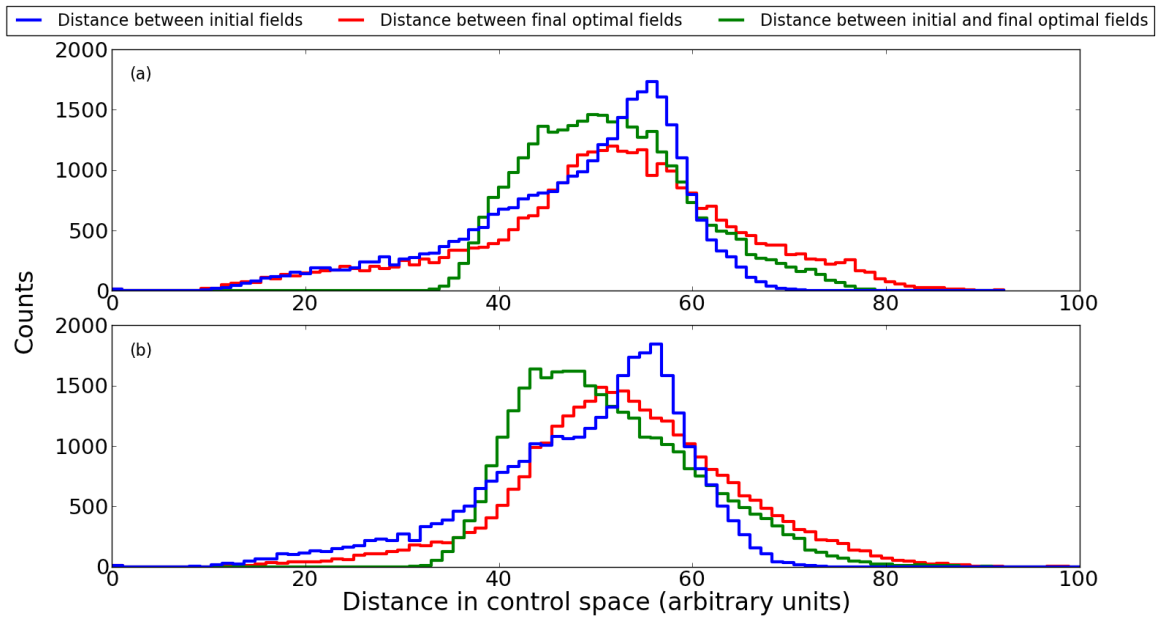 Distance between initial fields Distance between final optimal fields Distance between initial and final optimal fields
2000
(a)
1500
1000
500
0
0 20 40 60 80 100
Counts
2000
(b)
1500
1000
500
0
0 20 40 60 80 100
Distance in control space (arbitrary units)